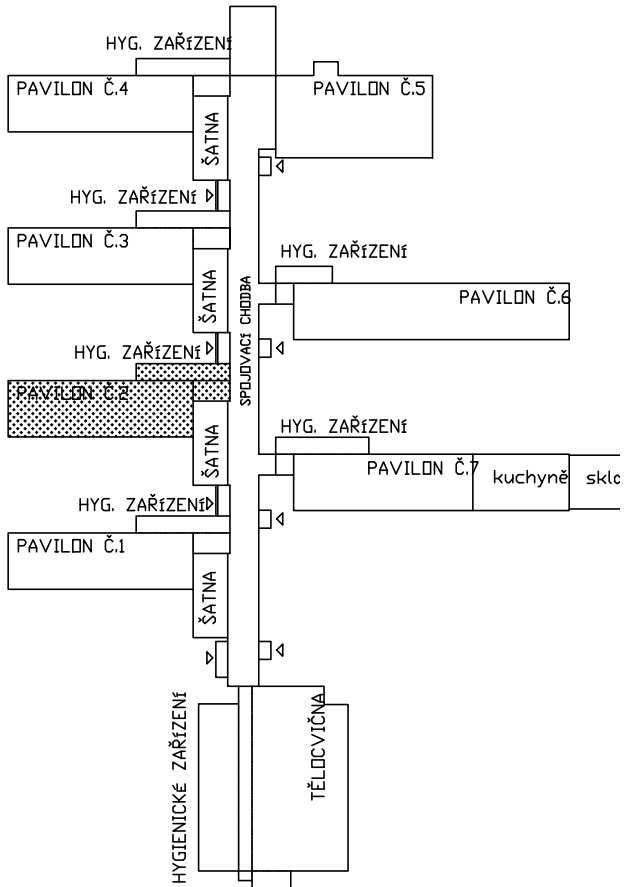 HYG. ZAŘíZENí
PAVILON Č.4
PAVILON Č.5
ŠATNA
HYG. ZAŘíZENí
PAVILON Č.3
HYG. ZAŘíZENí
ŠATNA
SPOJOVACí CHODBA
PAVILON Č.6
HYG. ZAŘíZENí
PAVILON Č.2
HYG. ZAŘíZENí
ŠATNA
PAVILON Č.7
kuchyně
sklo
HYG. ZAŘíZENí
PAVILON Č.1
ŠATNA
HYGIENICKÉ ZAŘíZENí
TĚLOCVIČNA